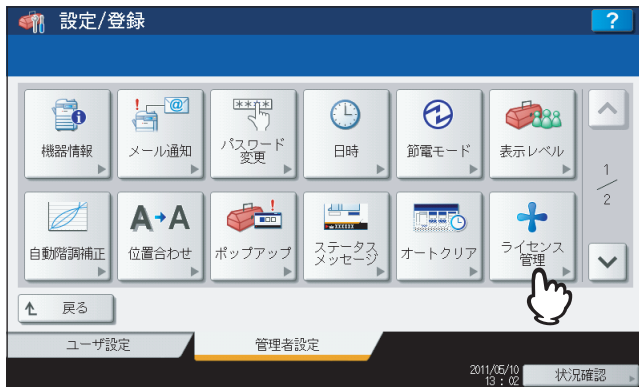 設定/登録
?
機器情報
メール通知
パスワード
変更
日時
節電モード
表示レベル
1
2
自動階調補正
A→A
位置合わせ
ポップアップ
ステータス
メッセージ
オートクリア
ライセンス
管理
戻る
ユーザ設定
管理者設定
2011/05/10
13 : 02
状況確認